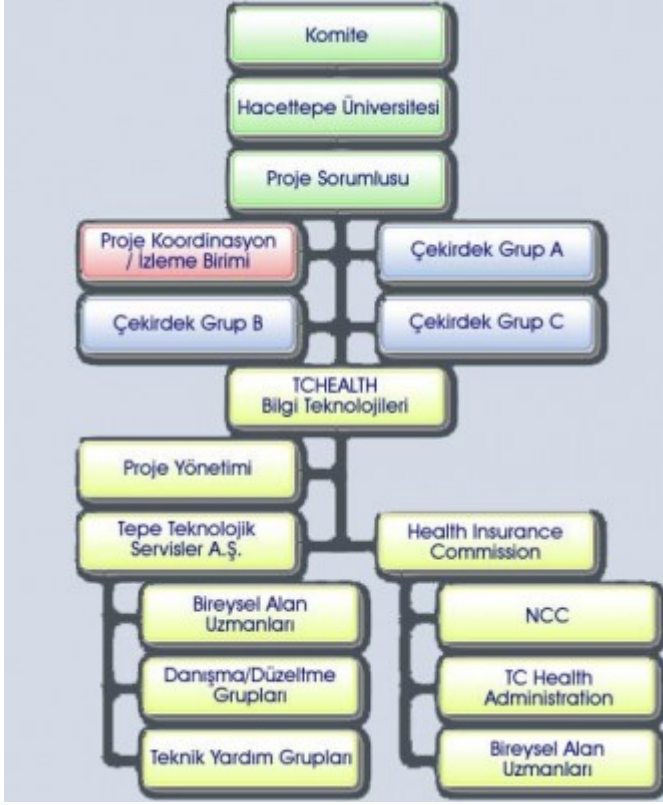 Komite
Hacettepe Üniversitesi
Proje Sorumlusu
Proje Koordinasyon
/ İzleme Birimi
Çekirdek Grup A
Çekirdek Grup B
Çekirdek Grup C
TCHEALTH
Bilgi Teknolojileri
Proje Yönetimi
Tepe Teknolojik
Servisler A.Ş.
Health Insurance
Commission
Bireysel Alan
Uzmanları
NCC
Danışma/Düzeltme
Grupları
TC Health
Administration
Teknik Yardım Grupları
Bireysel Alan
Uzmanları